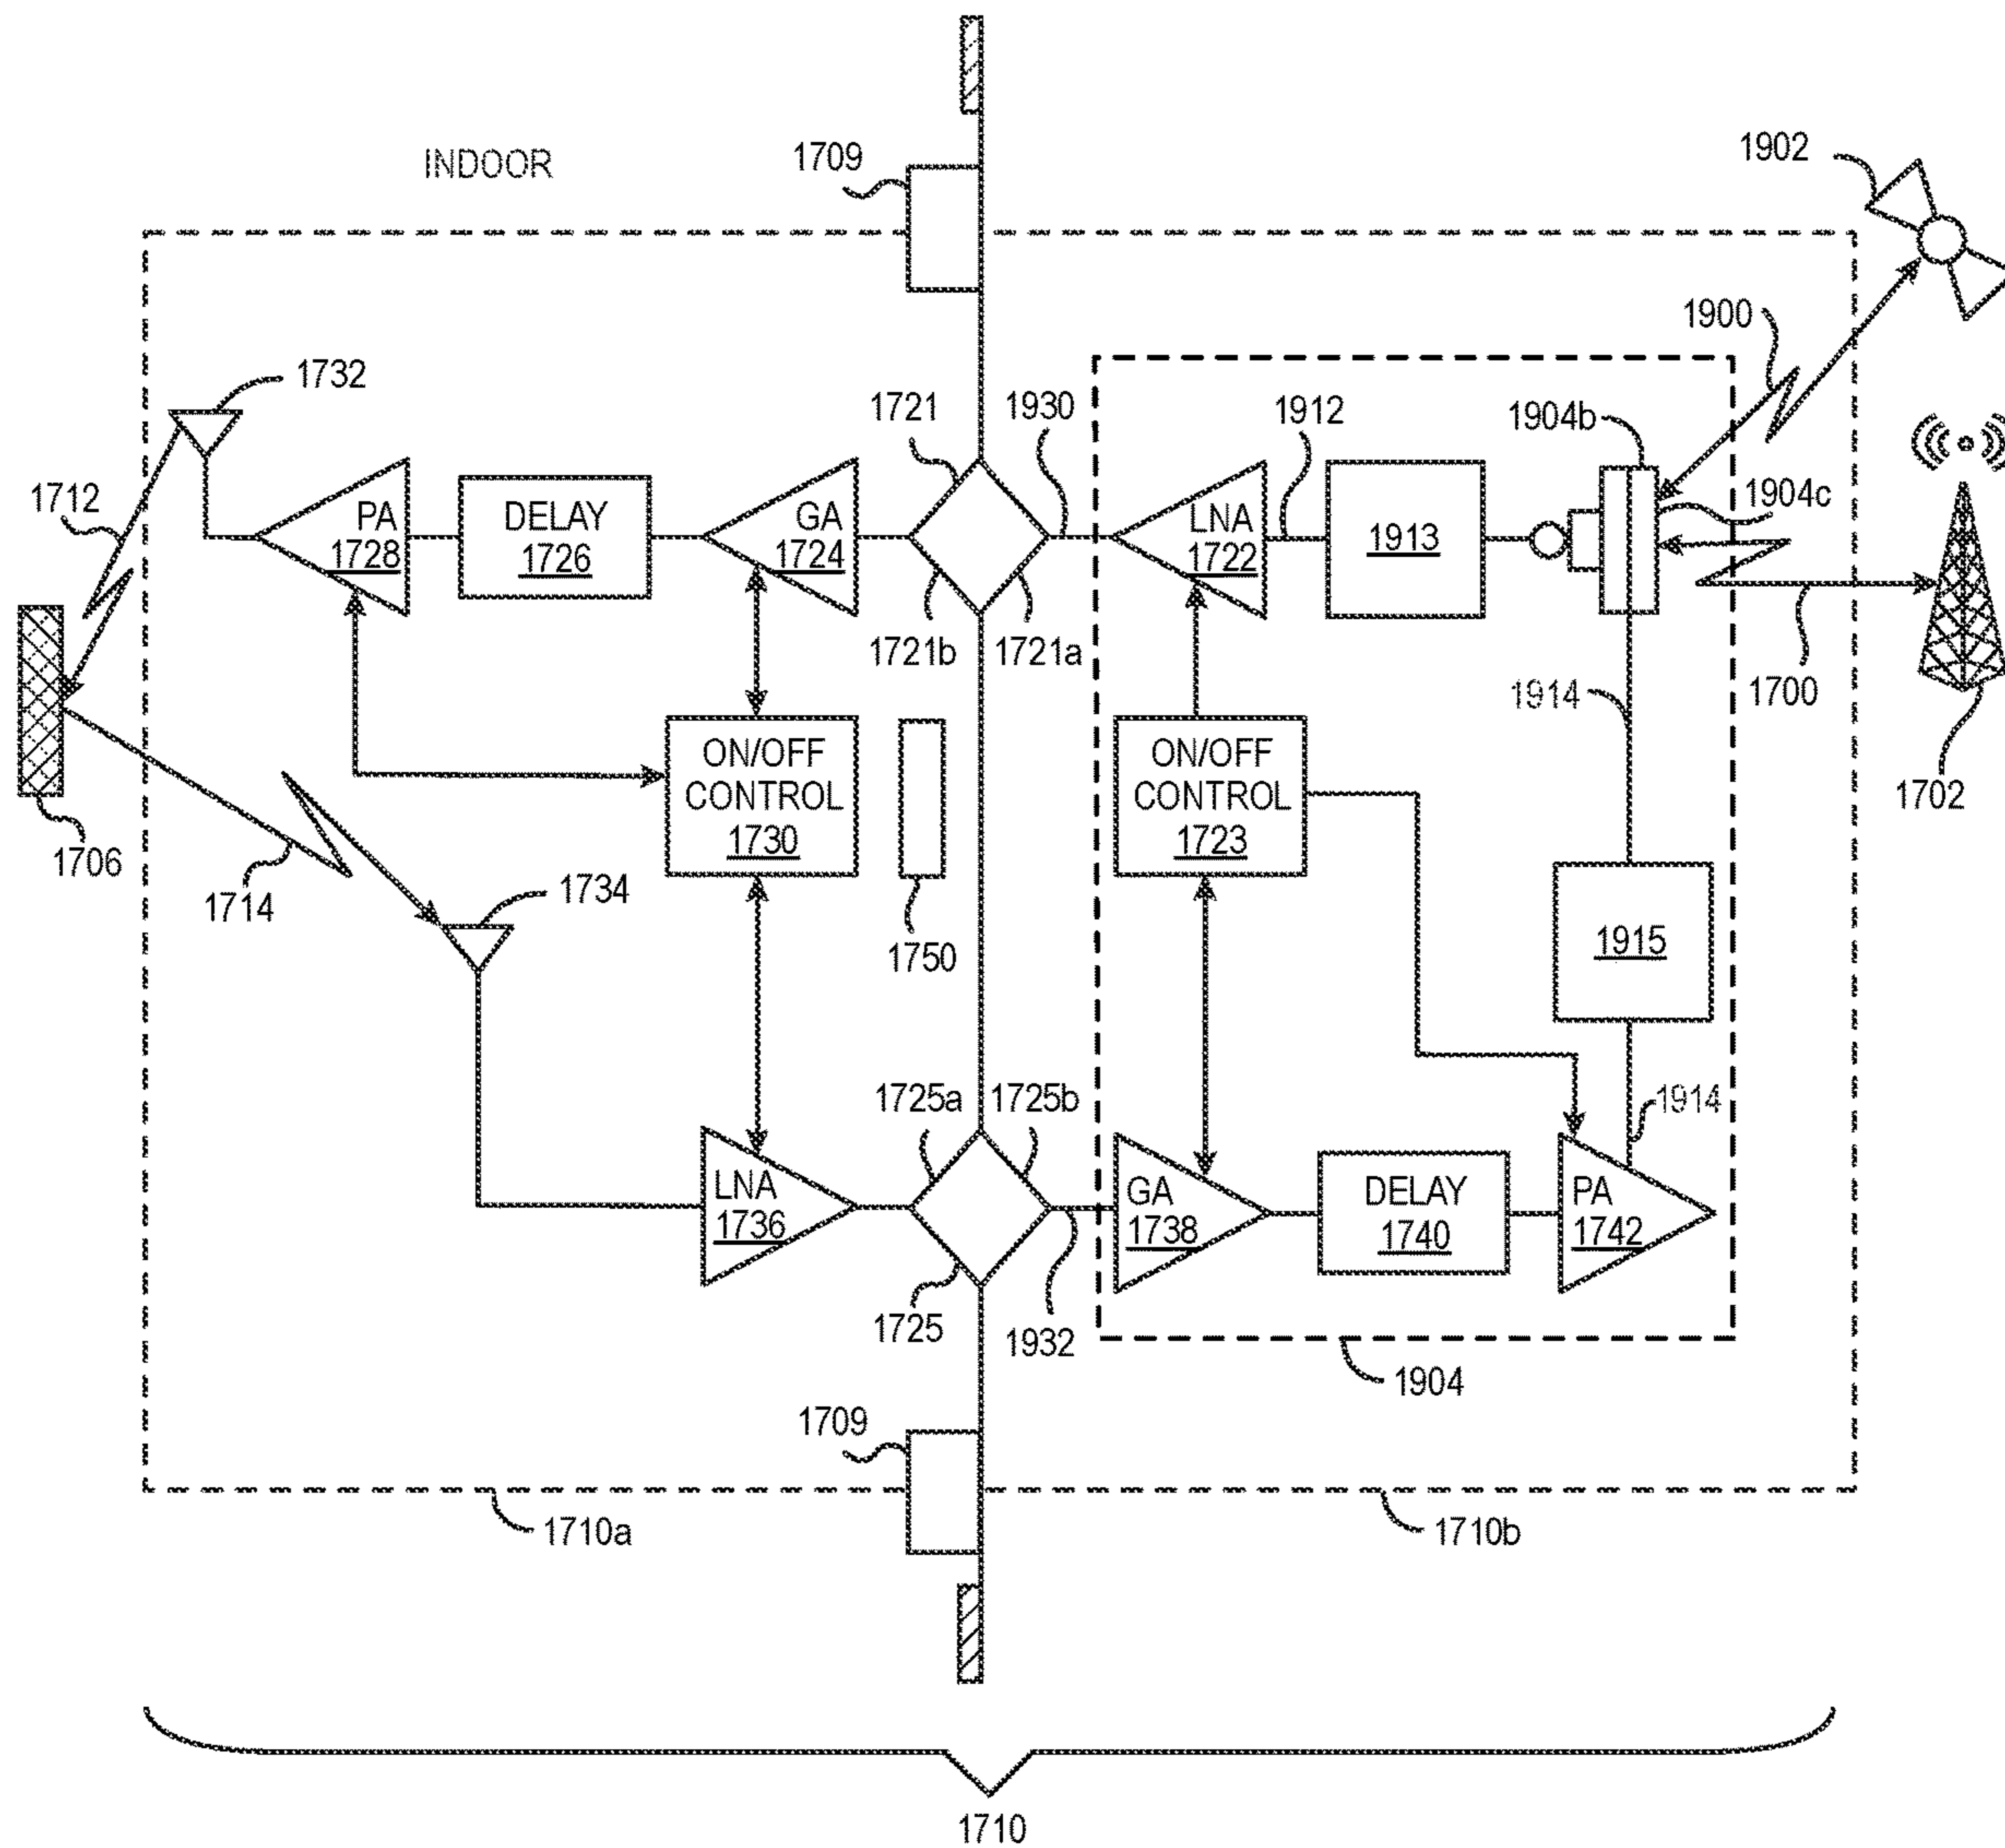 INDOOR
1709
1902
1900
1732
1721
1930
1912
1904b
1904c
1712
PA
1728
DELAY
1726
GA
1724
LNA
1722
1913
1721b
1721a
1914
1700
1702
ON/OFF
CONTROL
1730
ON/OFF
CONTROL
1723
1706
1714
1734
1750
1915
1725a
1725b
1914
LNA
1736
GA
1738
DELAY
1740
PA
1742
1725
1932
1904
1709
1710a
1710b
1710